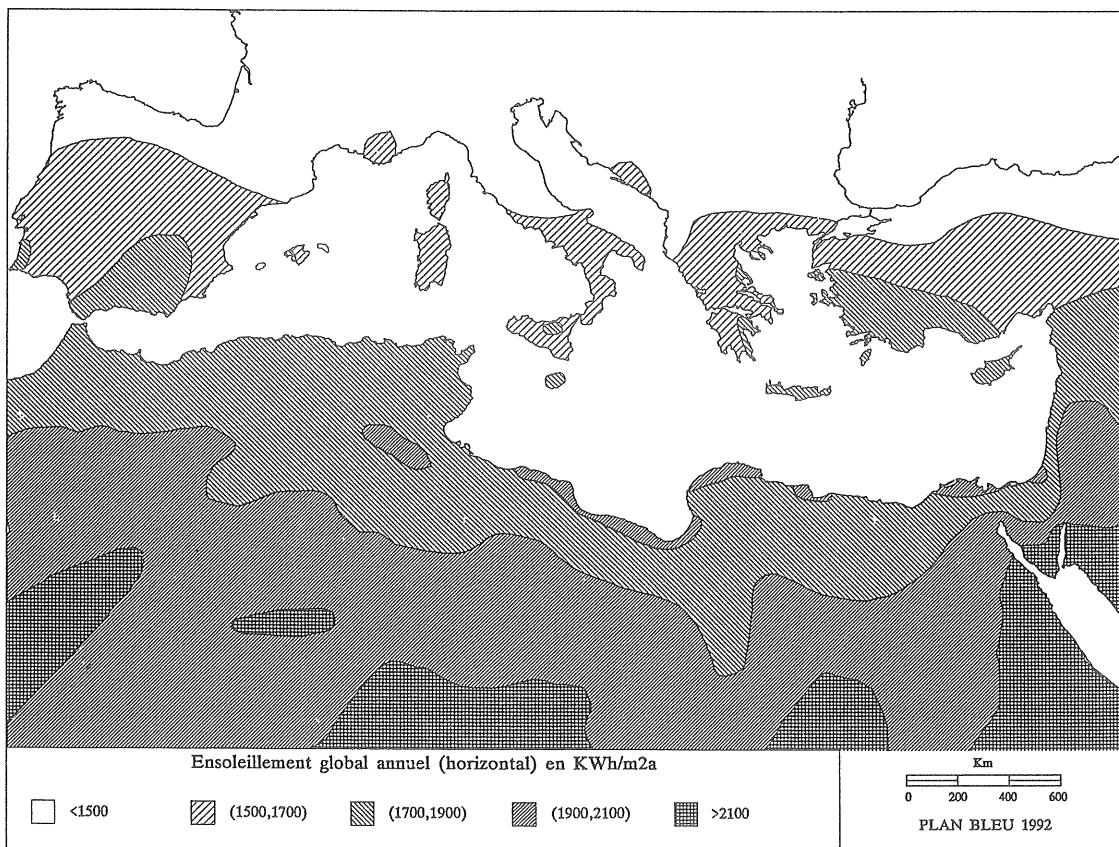 Ensoleillement global annuel (horizontal) en KWh/m2a
<1500
(1500,1700)
(1700,1900)
(1900,2100)
>2100
Km
0 200 400 600
PLAN BLEU 1992